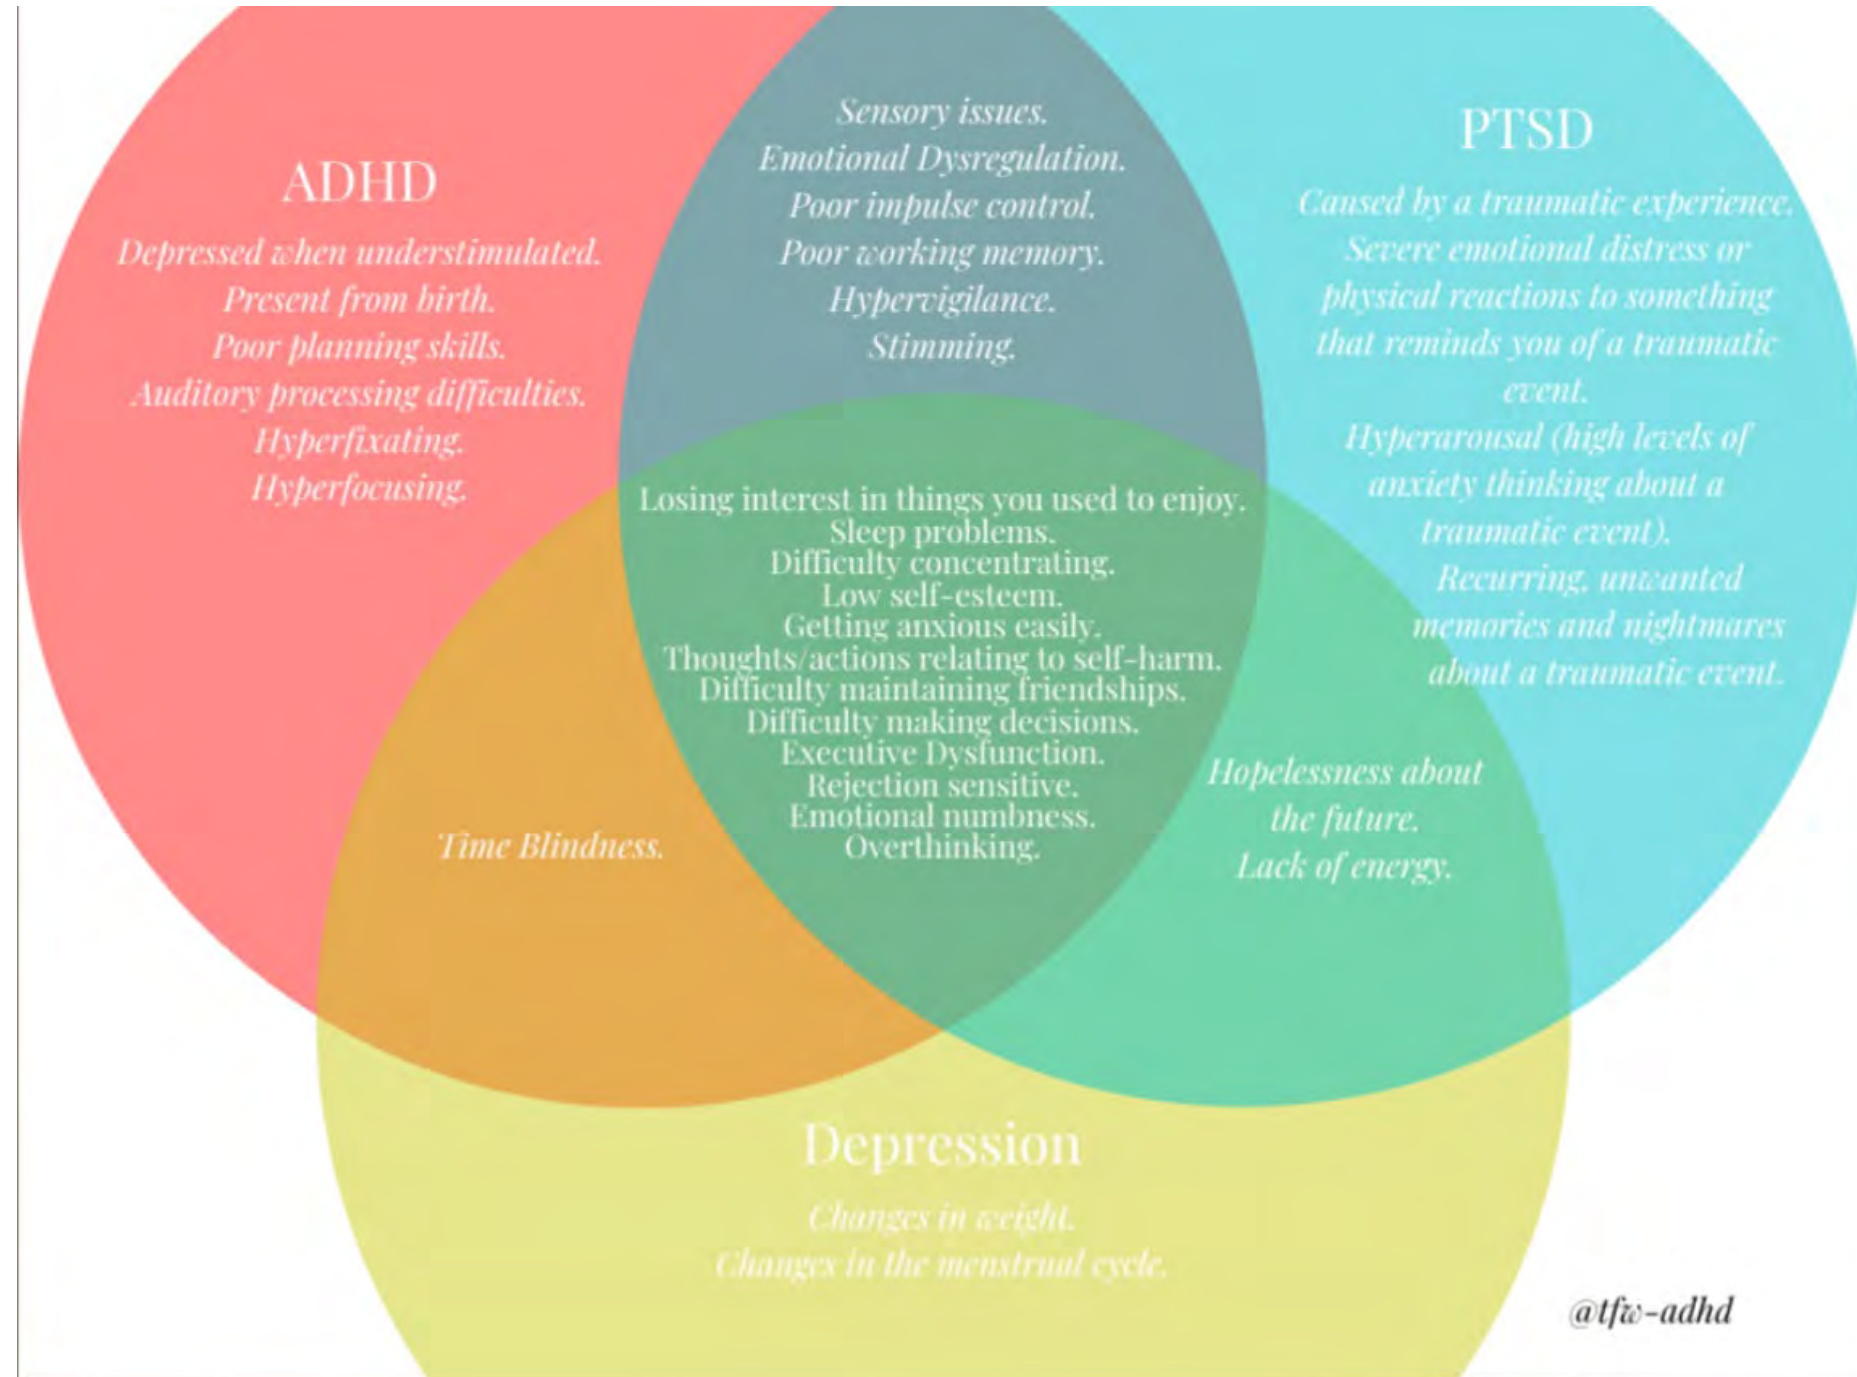 ADHD
Depressed when understimulated.
Present from birth.
Poor planning skills.
Auditory processing difficulties.
Hyperfixating.
Hyperfocusing.
Sensory issues.
Emotional Dysregulation.
Poor impulse control.
Poor working memory.
Hypervigilance.
Stimming.
PTSD
Caused by a traumatic experience.
Severe emotional distress or
physical reactions to something
that reminds you of a traumatic
event.
Hyperarousal (high levels of
anxiety thinking about a
traumatic event).
Recurring, unwanted
memories and nightmares
about a traumatic event.
Losing interest in things you used to enjoy.
Sleep problems.
Difficulty concentrating.
Low self-esteem.
Getting anxious easily.
Thoughts/actions relating to self-harm.
Difficulty maintaining friendships.
Difficulty making decisions.
Executive Dysfunction.
Rejection sensitive.
Emotional numbness.
Overthinking.
Time Blindness.
Hopelessness about
the future.
Lack of energy.
Depression
Changes in weight.
Changes in the menstrual cycle.
@tfw-adhd